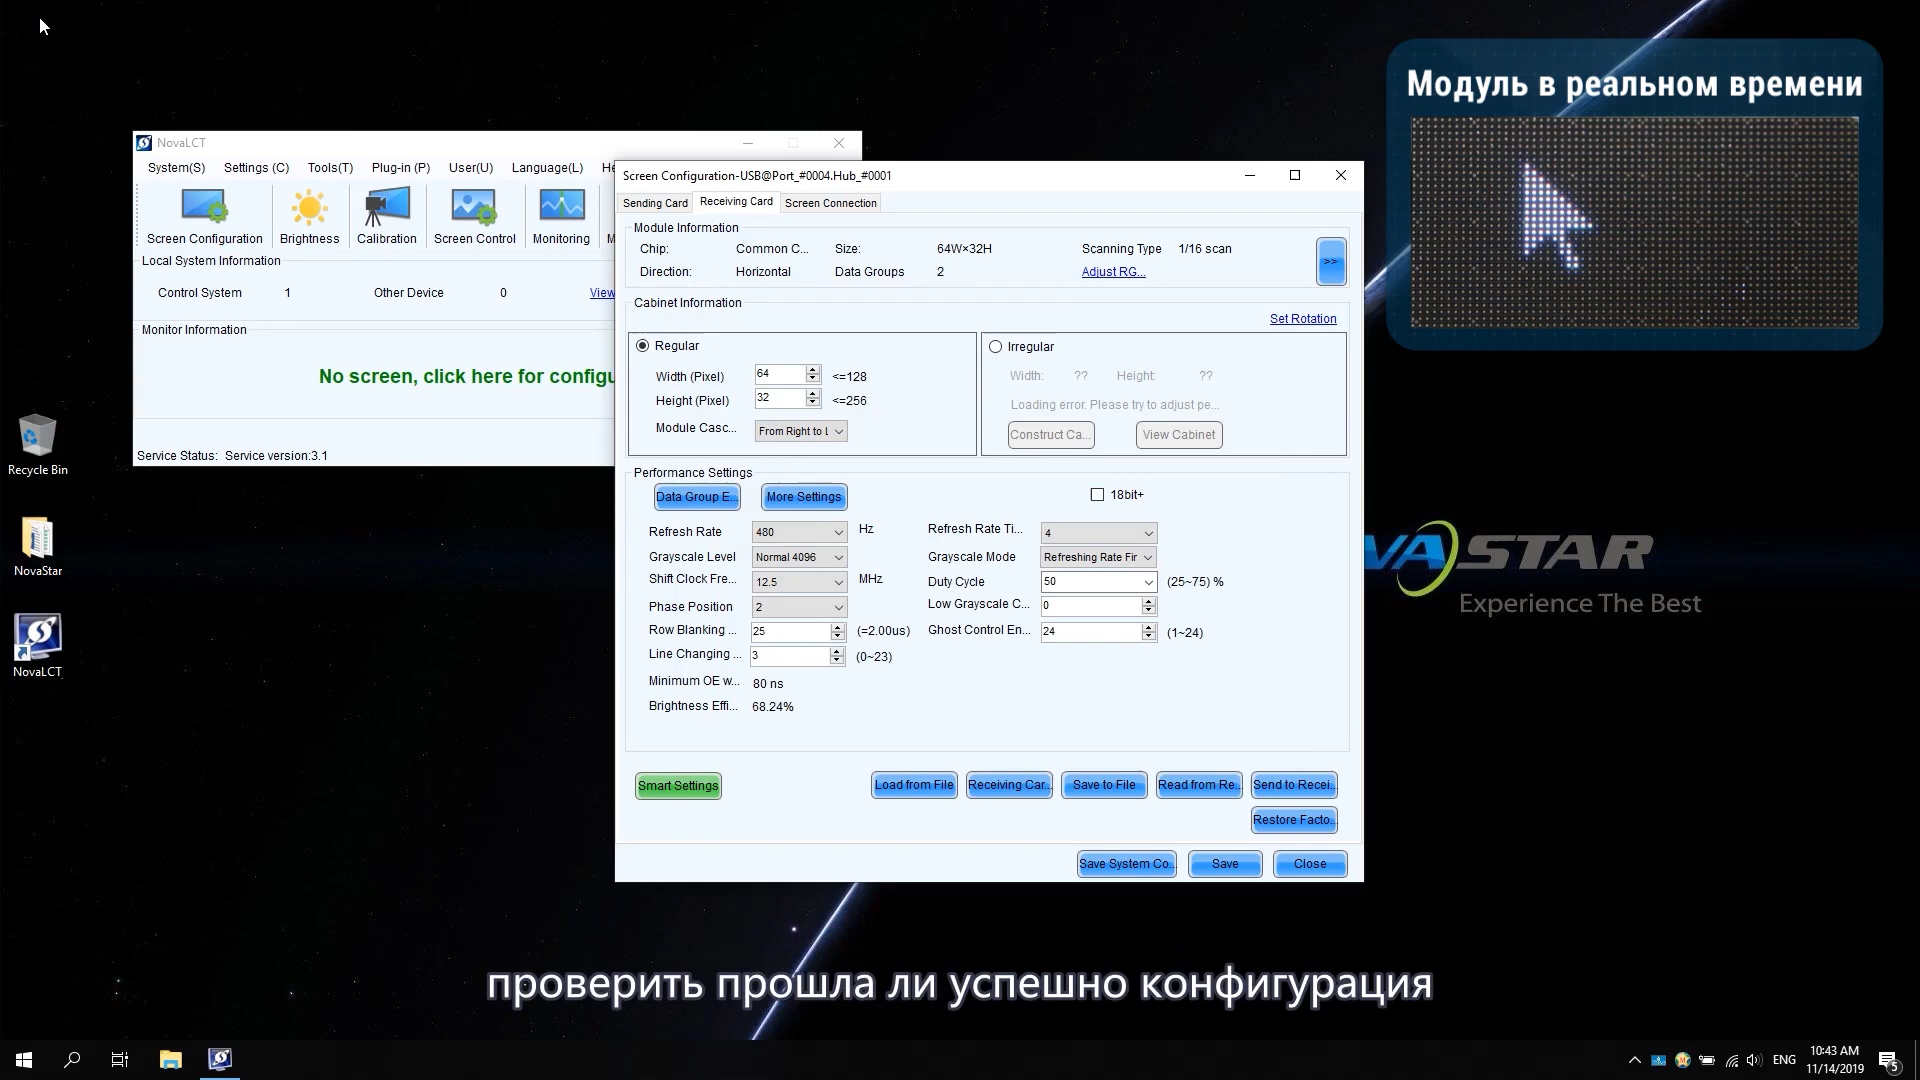 Модуль в реальном времени
NovaLCT
System(S) Settings (C) Tools(T) Plug-in (P) User(U) Language(L) He
Screen Configuration Brightness Calibration Screen Control Monitoring M
Local System Information
Control System 1 Other Device 0 View
Monitor Information
No screen, click here for configu
Service Status: Service version:3.1
Screen Configuration-USB@Port_#0004.Hub_#0001
Sending Card Receiving Card Screen Connection
Module Information
Chip: Common C... Size: 64W×32H Scanning Type 1/16 scan
Direction: Horizontal Data Groups 2 Adjust RG...
>>
Cabinet Information
Set Rotation
Regular
Width (Pixel) 64 <=128
Height (Pixel) 32 <=256
Module Casc... From Right to L
Irregular
Width: ?? Height: ??
Loading error. Please try to adjust pe...
Construct Ca... View Cabinet
Performance Settings
Data Group E... More Settings 18bit+
Refresh Rate 480 Hz Refresh Rate Ti... 4
Grayscale Level Normal 4096 Grayscale Mode Refreshing Rate Fir
Shift Clock Fre... 12.5 MHz Duty Cycle 50 (25~75) %
Phase Position 2 Low Grayscale C... 0
Row Blanking ... 25 (=2.00us) Ghost Control En... 24 (1~24)
Line Changing ... 3 (0~23)
Minimum OE w... 80 ns
Brightness Effi... 68.24%
Smart Settings Load from File Receiving Car... Save to File Read from Re... Send to Recei...
Restore Facto...
Save System Co... Save Close
Recycle Bin
NovaStar
NovaLCT
VASTAR
Experience The Best
проверить прошла ли успешно конфигурация
ENG 10:43 AM
11/14/2019 5